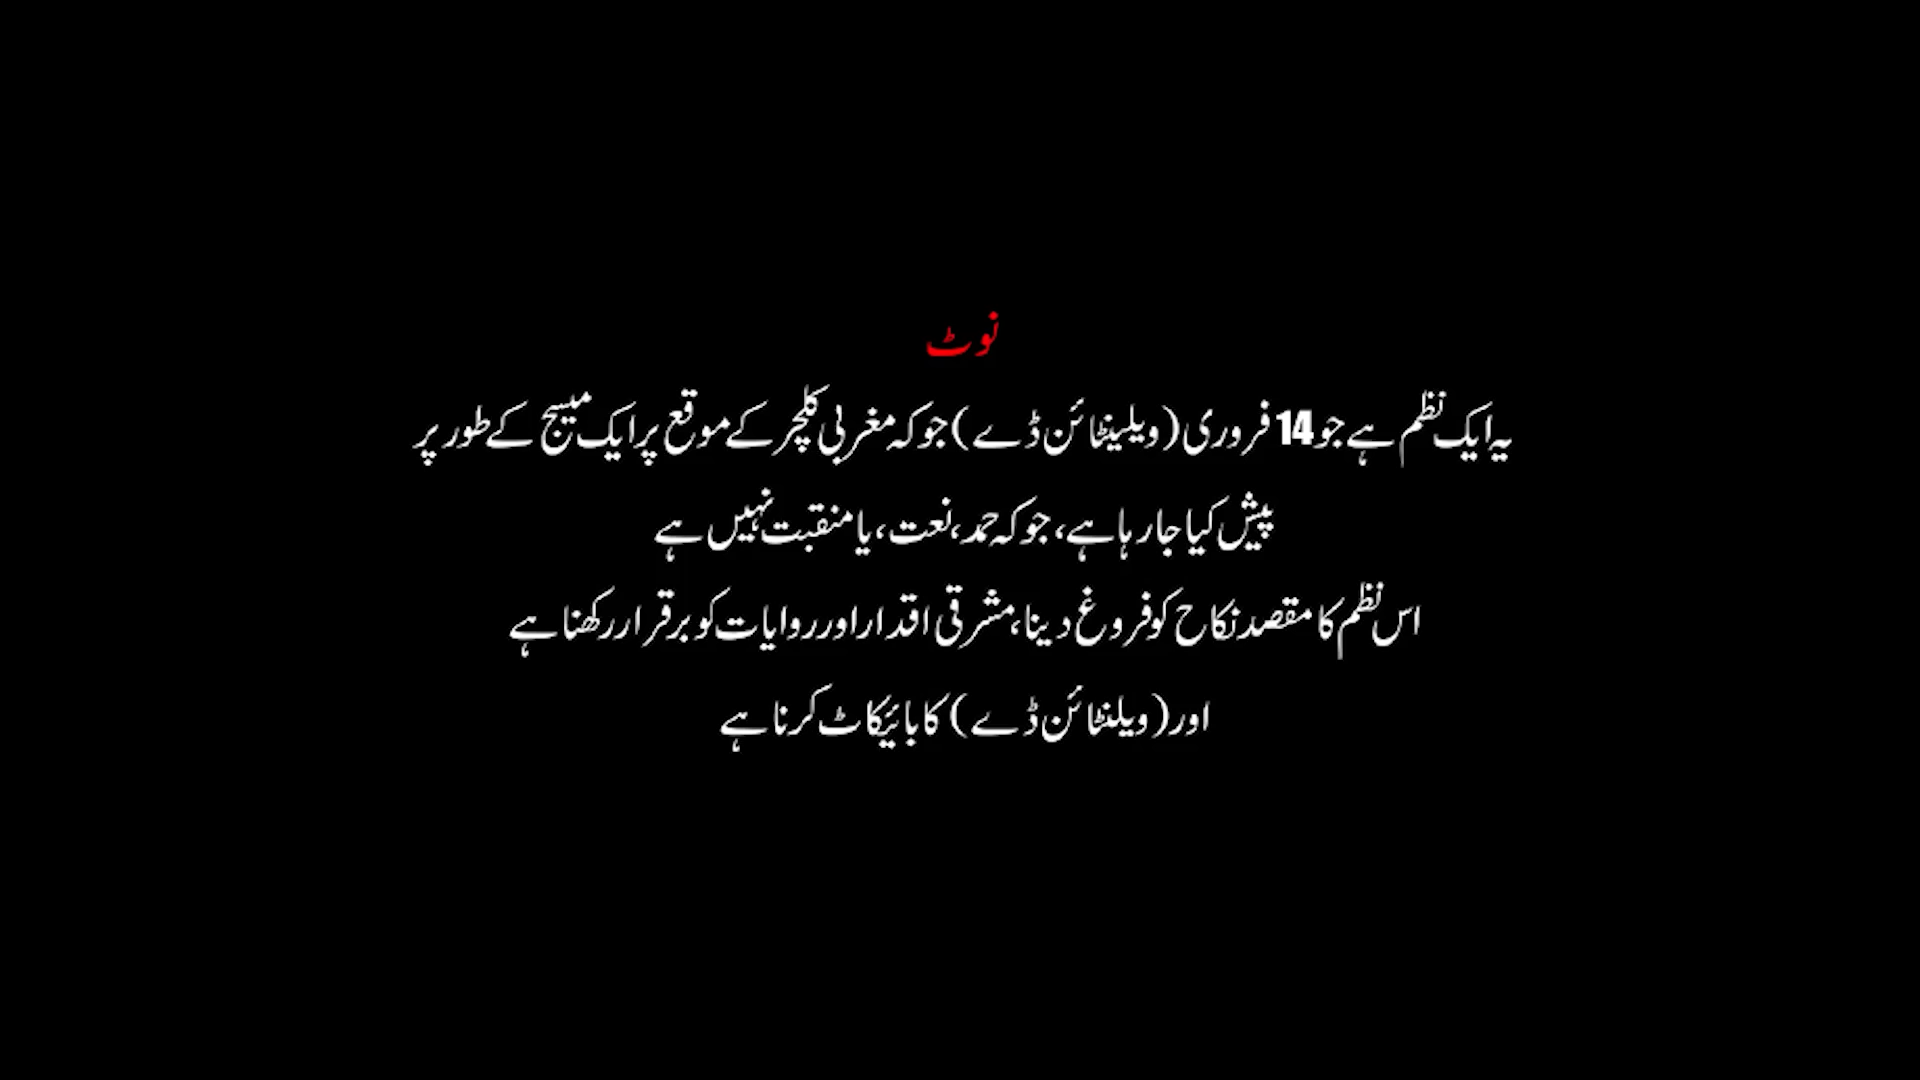 نوٹ
یہ ایک نظم ہے جو 14 فروری (ویلینٹائن ڈے) جو کہ مغربی کلچر کے موقع پر ایک میسج کے طور پر
پیش کیا جا رہا ہے، جو کہ حمد، نعت، یا منقبت نہیں ہے
اس نظم کا مقصد نکاح کو فروغ دینا، مشرقی اقدار اور روایات کو برقرار رکھنا ہے
اور (ویلنٹائن ڈے) کا بائیکاٹ کرنا ہے